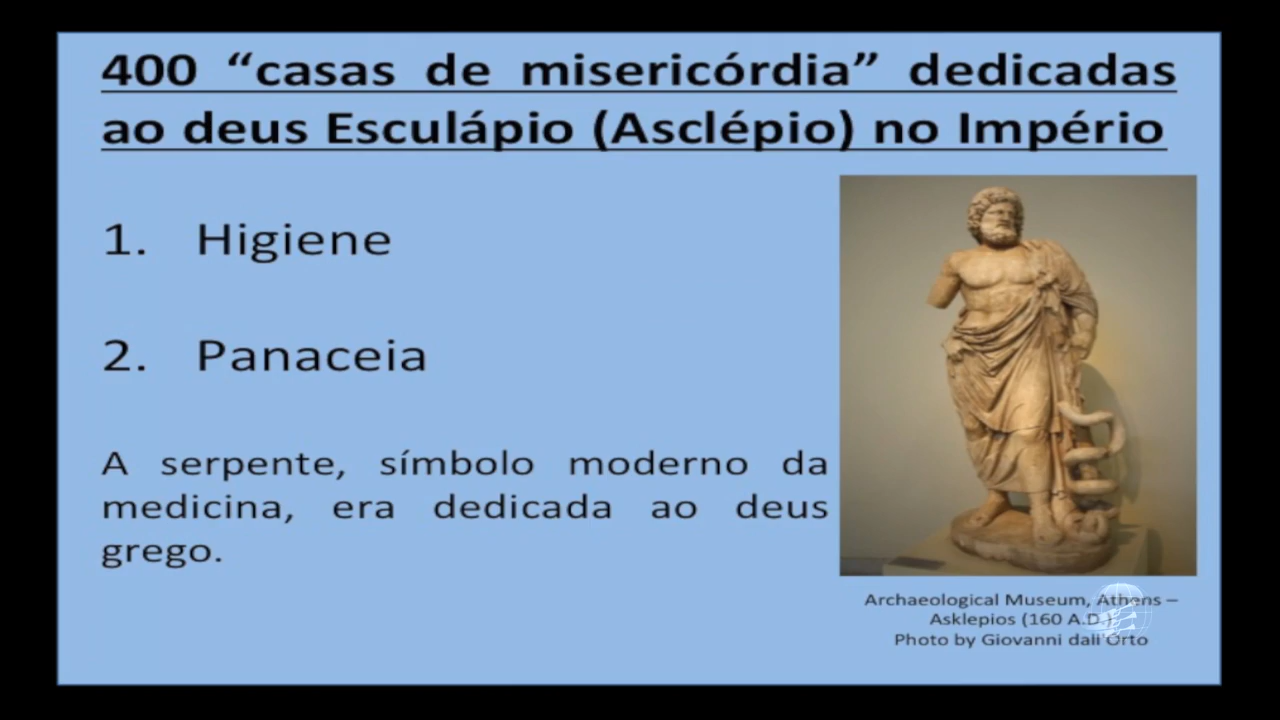 400 “casas de misericórdia” dedicadas
ao deus Esculápio (Asclépio) no Império
1. Higiene
2. Panaceia
A serpente, símbolo moderno da
medicina, era dedicada ao deus
grego.
Archaeological Museum, Athens –
Asklepios (160 A.D.)
Photo by Giovanni dall Orto